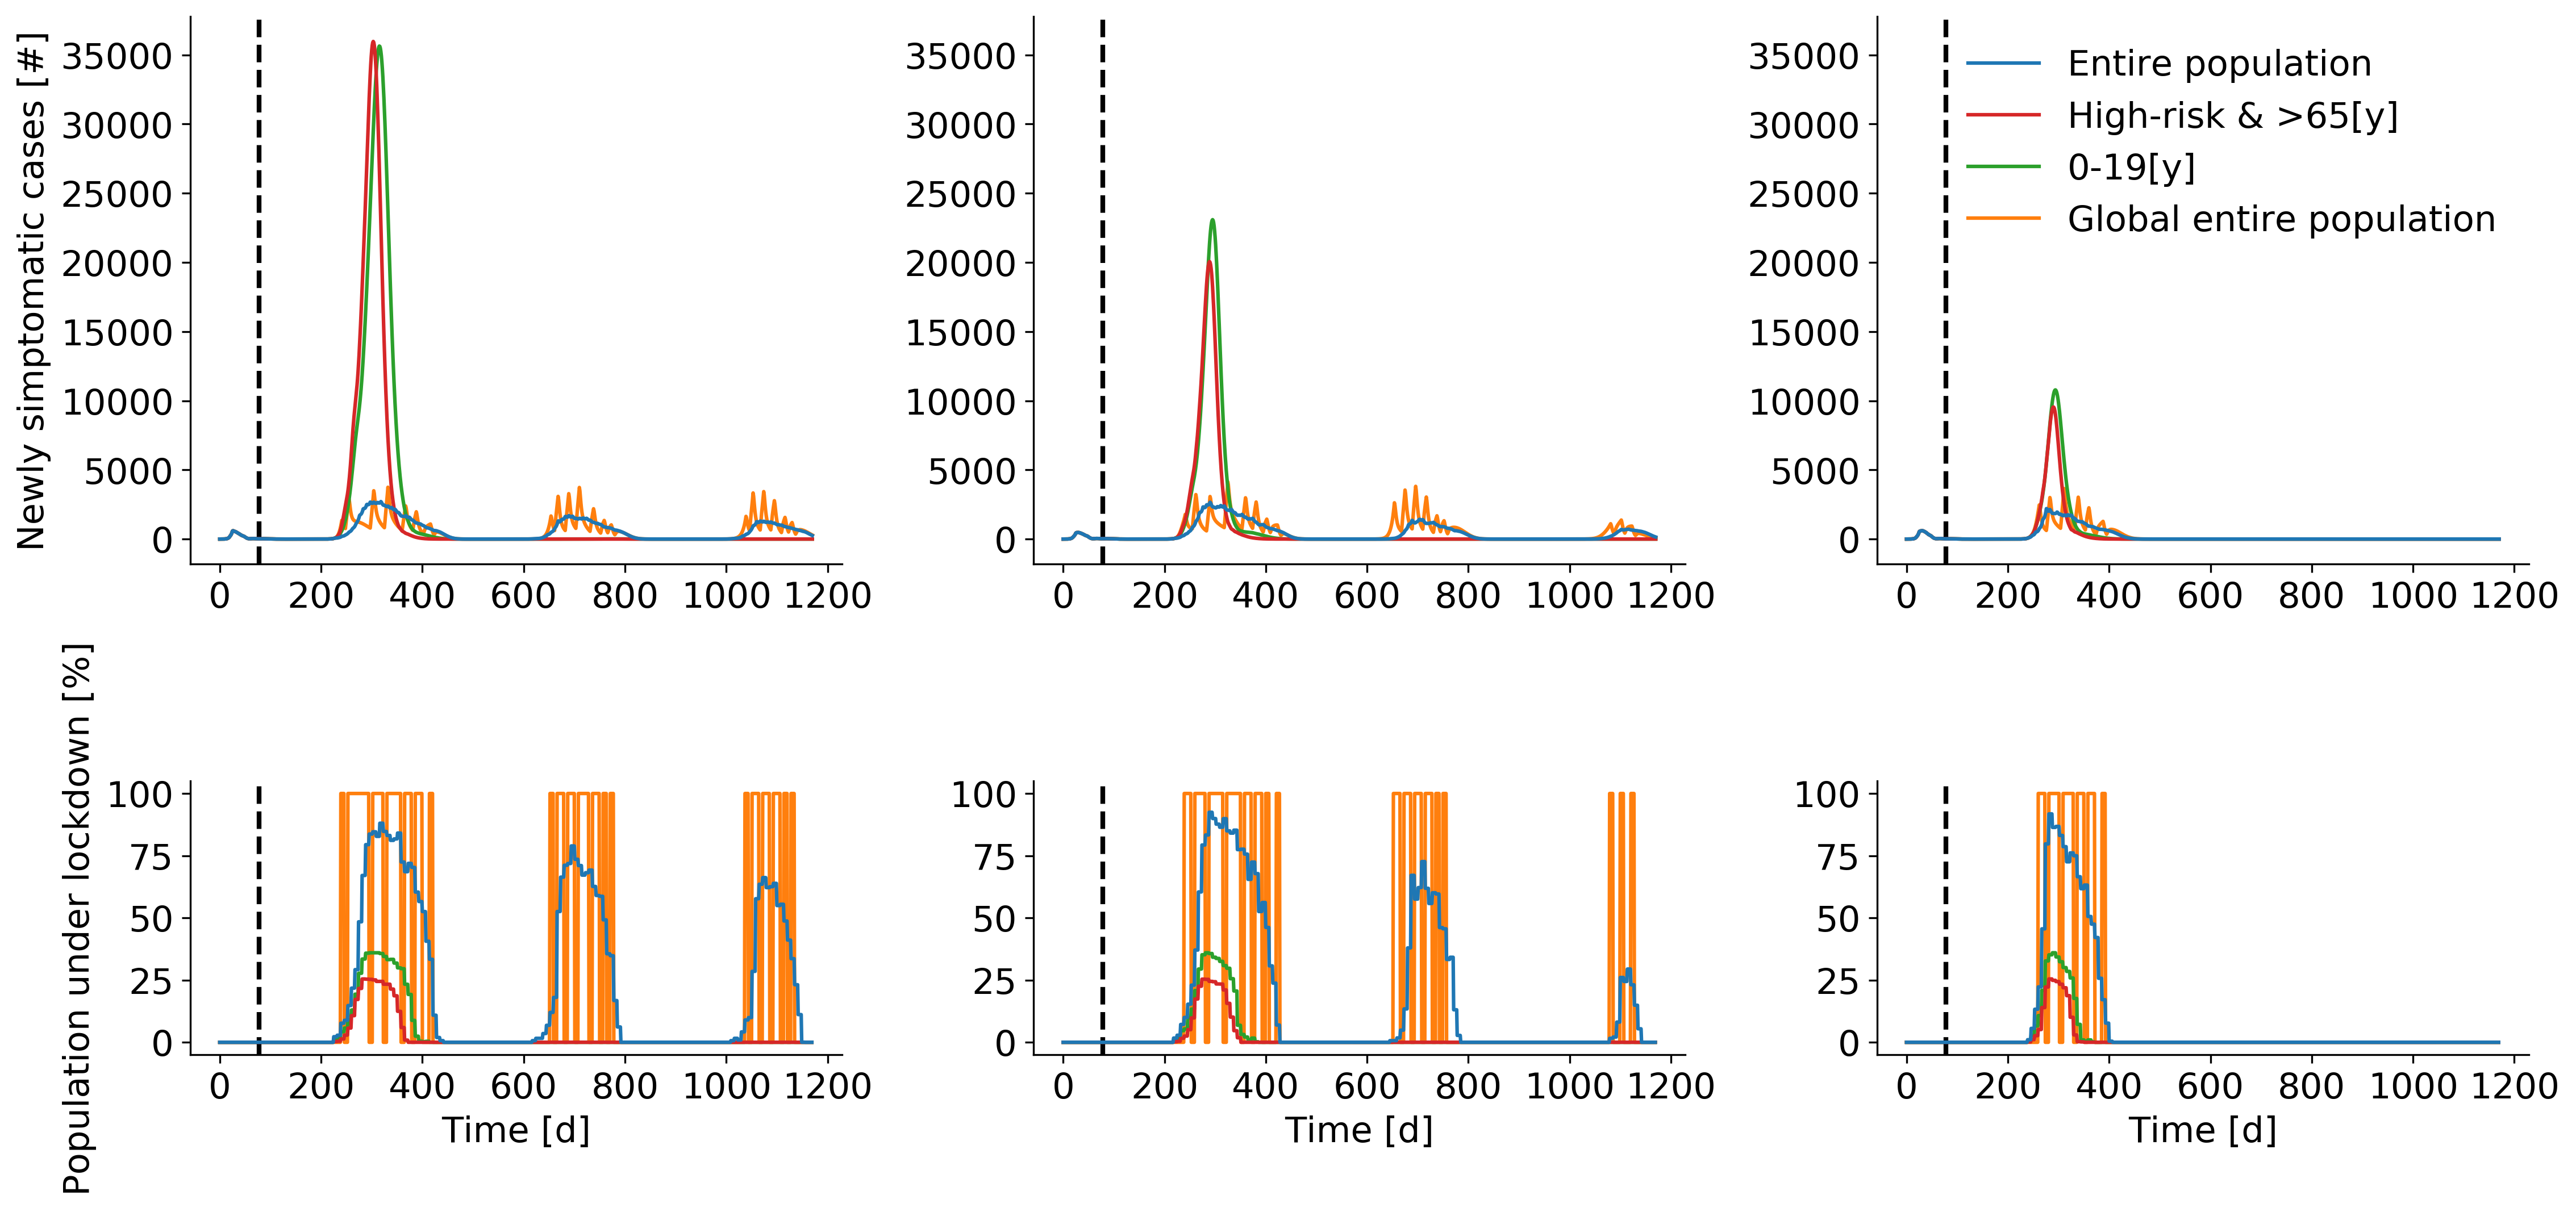 Newly simptomatic cases [#]
35000
30000
25000
20000
15000
10000
5000
0
0 200 400 600 800 1000 1200
35000
30000
25000
20000
15000
10000
5000
0
0 200 400 600 800 1000 1200
35000
30000
25000
20000
15000
10000
5000
0
0 200 400 600 800 1000 1200
Entire population
High-risk & >65[y]
0-19[y]
Global entire population
Population under lockdown [%]
100
75
50
25
0
0 200 400 600 800 1000 1200
Time [d]
100
75
50
25
0
0 200 400 600 800 1000 1200
Time [d]
100
75
50
25
0
0 200 400 600 800 1000 1200
Time [d]